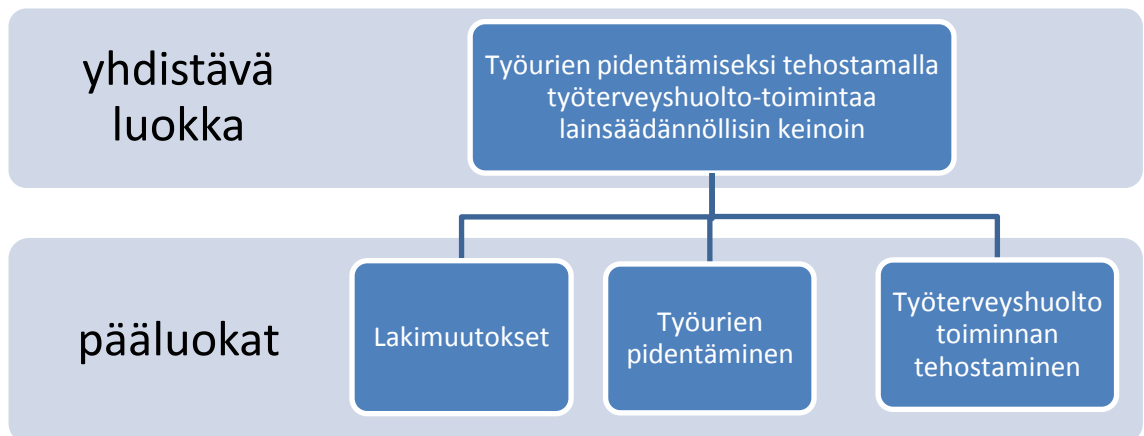 yhdistävä
luokka
Työurien pidentämiseksi tehostamalla
työterveyshuolto-toimintaa
lainsäädännöllisin keinoin
pääluokat
Lakimuutokset
Työurien
pidentäminen
Työterveyshuolto
toiminnan
tehostaminen